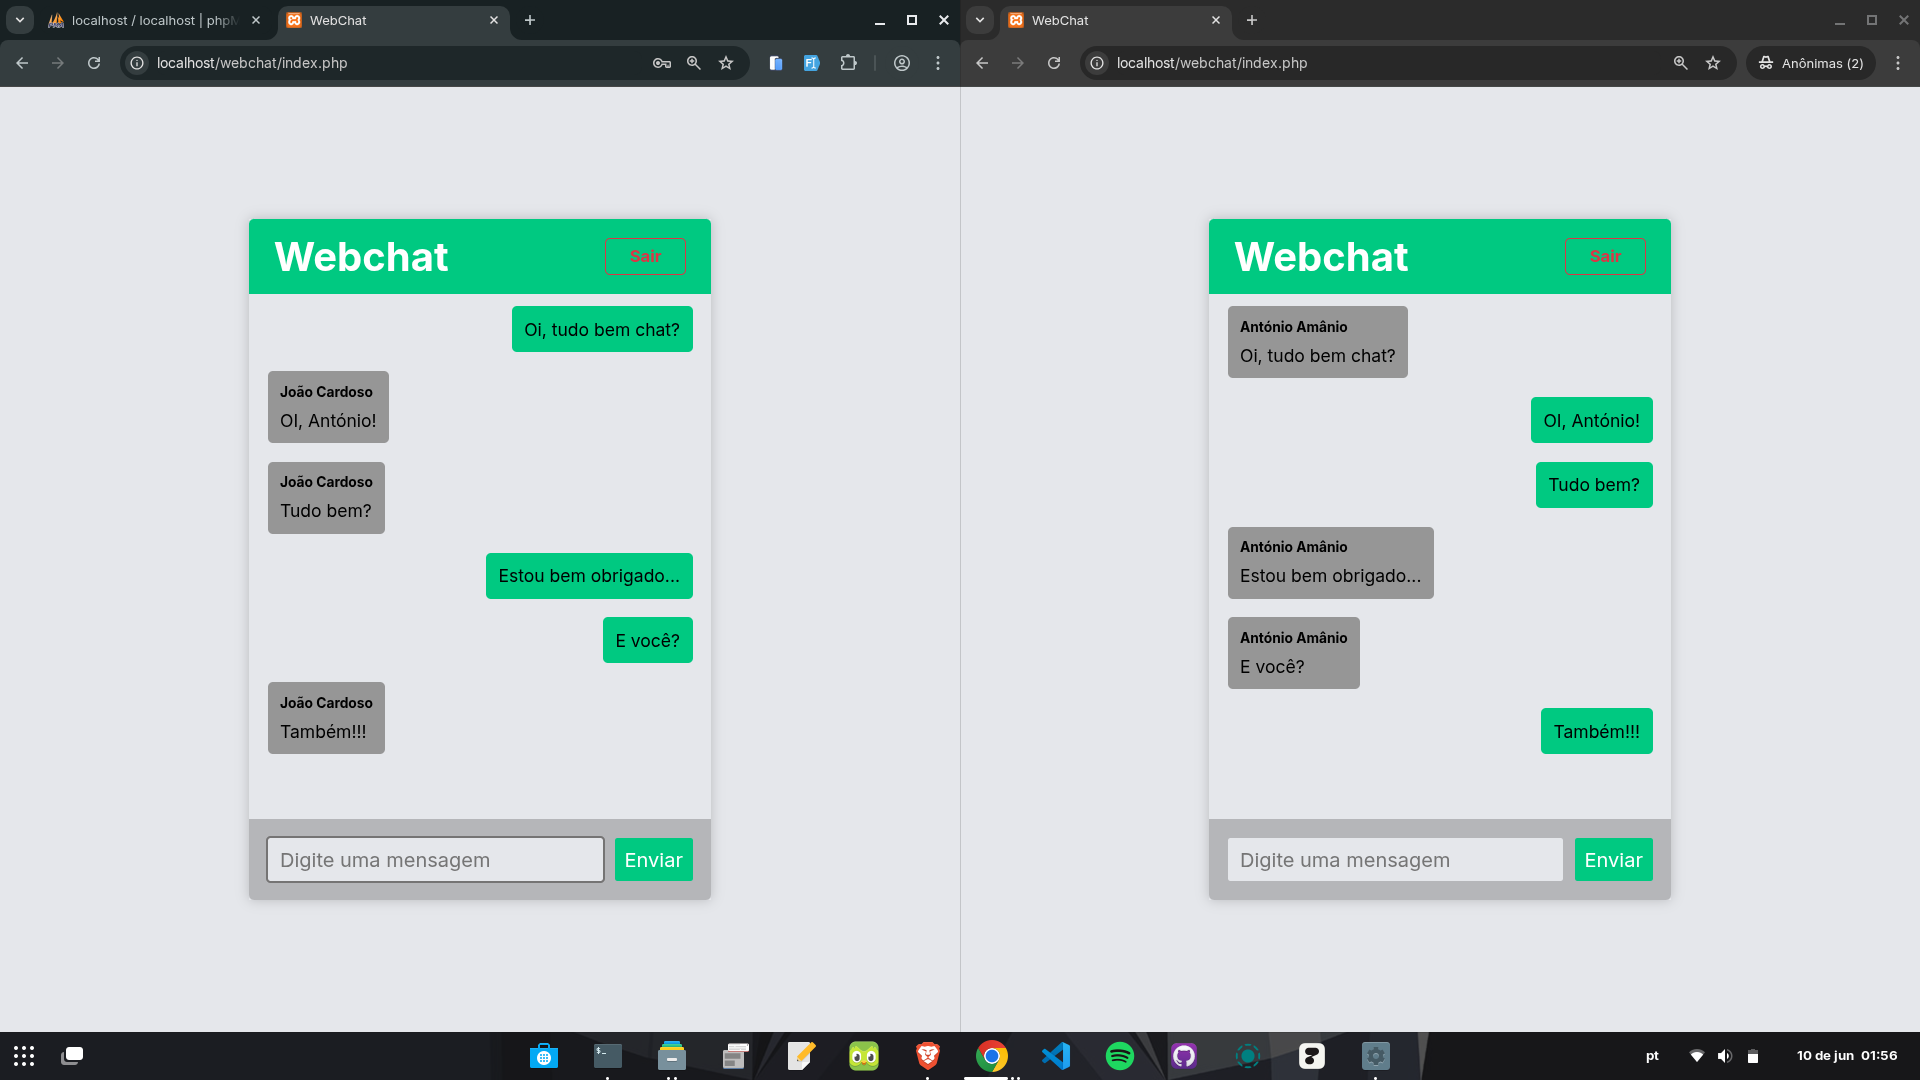 localhost / localhost | phpM
WebChat
localhost/webchat/index.php
Webchat
Sair
Oi, tudo bem chat?
João Cardoso
OI, António!
João Cardoso
Tudo bem?
Estou bem obrigado...
E você?
João Cardoso
Também!!!
Digite uma mensagem
Enviar
WebChat
localhost/webchat/index.php
Anônimas (2)
Webchat
Sair
António Amânio
Oi, tudo bem chat?
OI, António!
Tudo bem?
António Amânio
Estou bem obrigado...
António Amânio
E você?
Também!!!
Digite uma mensagem
Enviar
pt
10 de jun 01:56